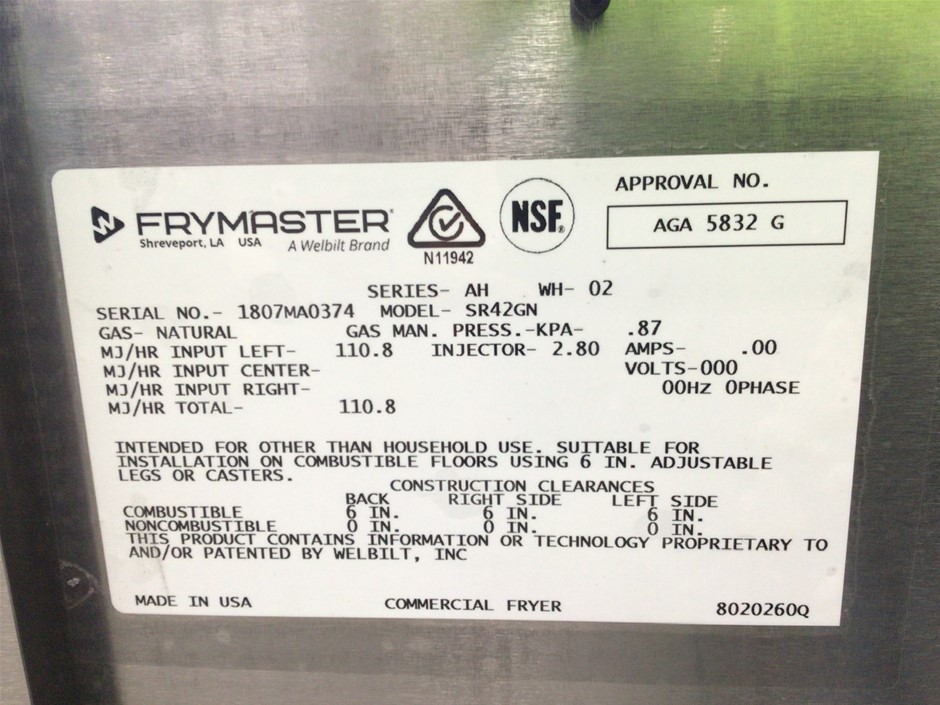 APPROVAL NO.
FRYMASTER
Shreveport, LA USA A Welbilt Brand
N11942
NSF®
AGA 5832 G
SERIES- AH WH- 02
SERIAL NO.- 1807MA0374 MODEL- SR42GN
GAS- NATURAL GAS MAN. PRESS.-KPA- .87
MJ/HR INPUT LEFT- 110.8 INJECTOR- 2.80 AMPS- .00
MJ/HR INPUT CENTER- VOLTS-000
MJ/HR INPUT RIGHT- 00HZ 0PHASE
MJ/HR TOTAL- 110.8
INTENDED FOR OTHER THAN HOUSEHOLD USE. SUITABLE FOR
INSTALLATION ON COMBUSTIBLE FLOORS USING 6 IN. ADJUSTABLE
LEGS OR CASTERS.
CONSTRUCTION CLEARANCES
BACK RIGHT SIDE LEFT SIDE
COMBUSTIBLE 6 IN. 6 IN. 6 IN.
NONCOMBUSTIBLE 0 IN. 0 IN. 0 IN.
THIS PRODUCT CONTAINS INFORMATION OR TECHNOLOGY PROPRIETARY TO
AND/OR PATENTED BY WELBILT, INC
MADE IN USA COMMERCIAL FRYER 8020260Q